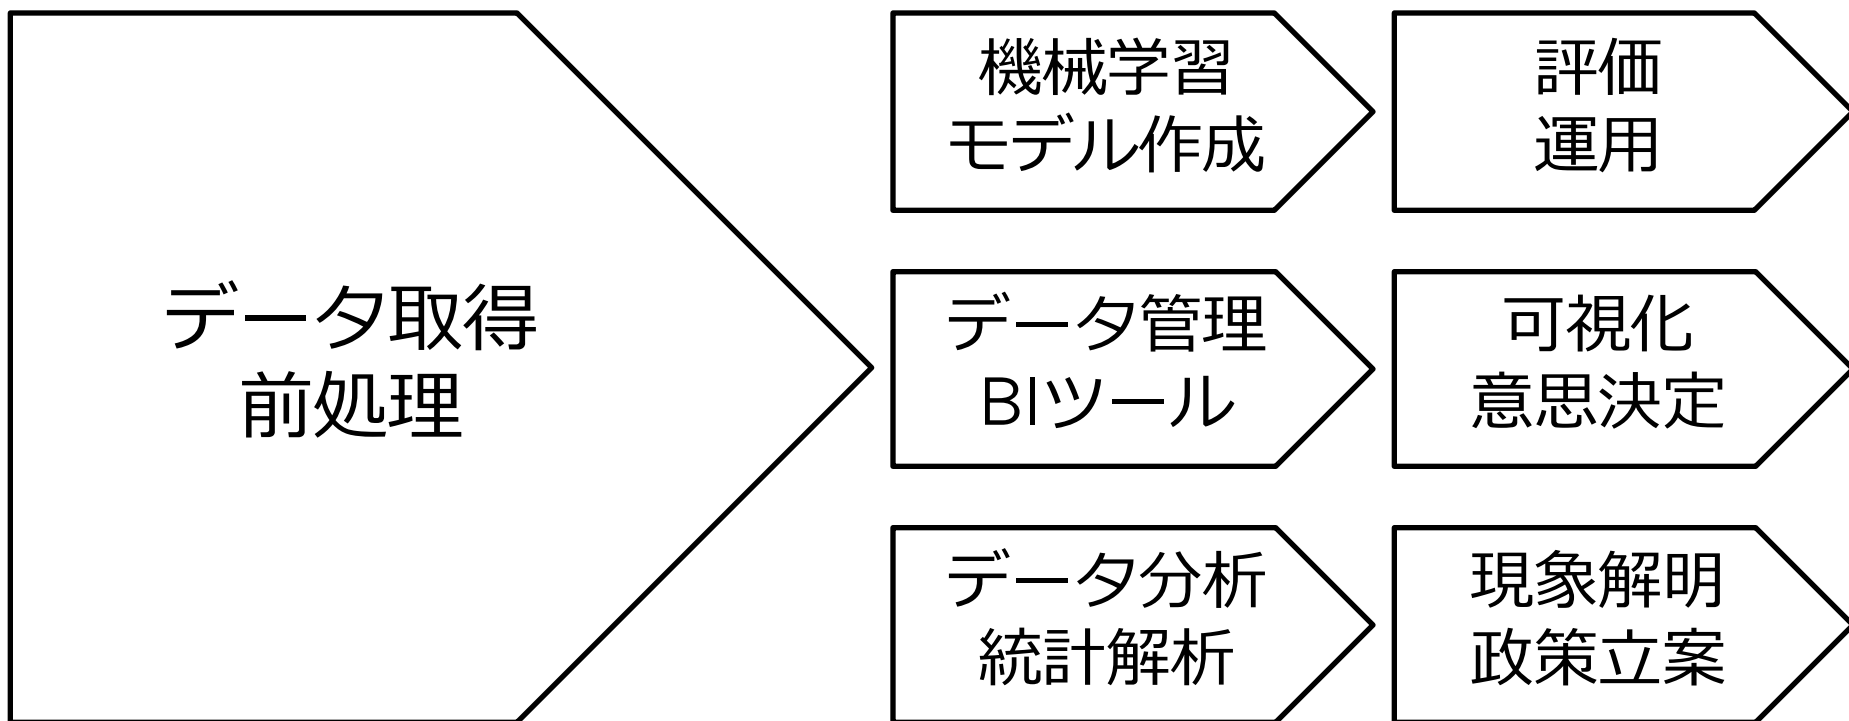 データ取得
前処理
機械学習
モデル作成
評価
運用
データ管理
BIツール
可視化
意思決定
データ分析
統計解析
現象解明
政策立案